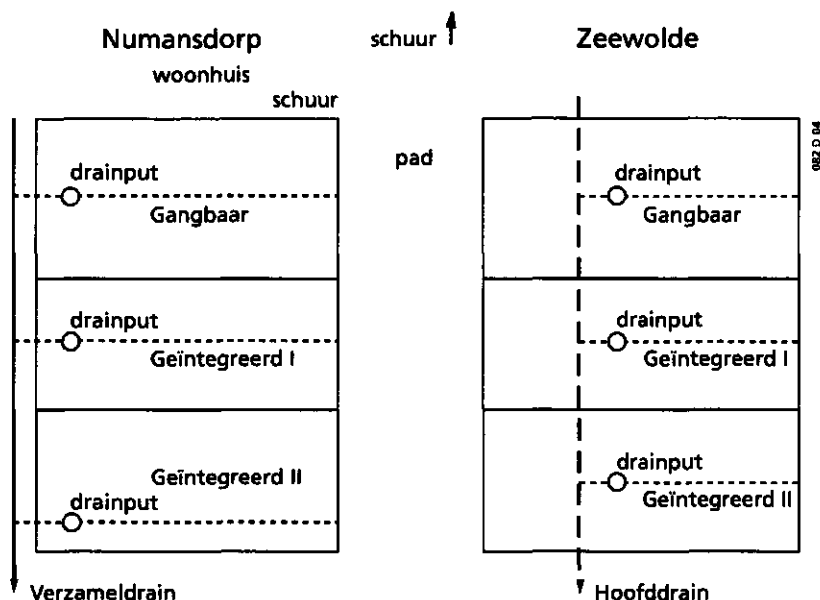 Numansdorp
woonhuis
schuur
drainput
Gangbaar
drainput
Geïntegreerd I
Geïntegreerd II
drainput
Verzameldrain
schuur
pad
Zeewolde
drainput
Gangbaar
drainput
Geïntegreerd I
drainput
Geïntegreerd II
Hoofddrain
082 D 04